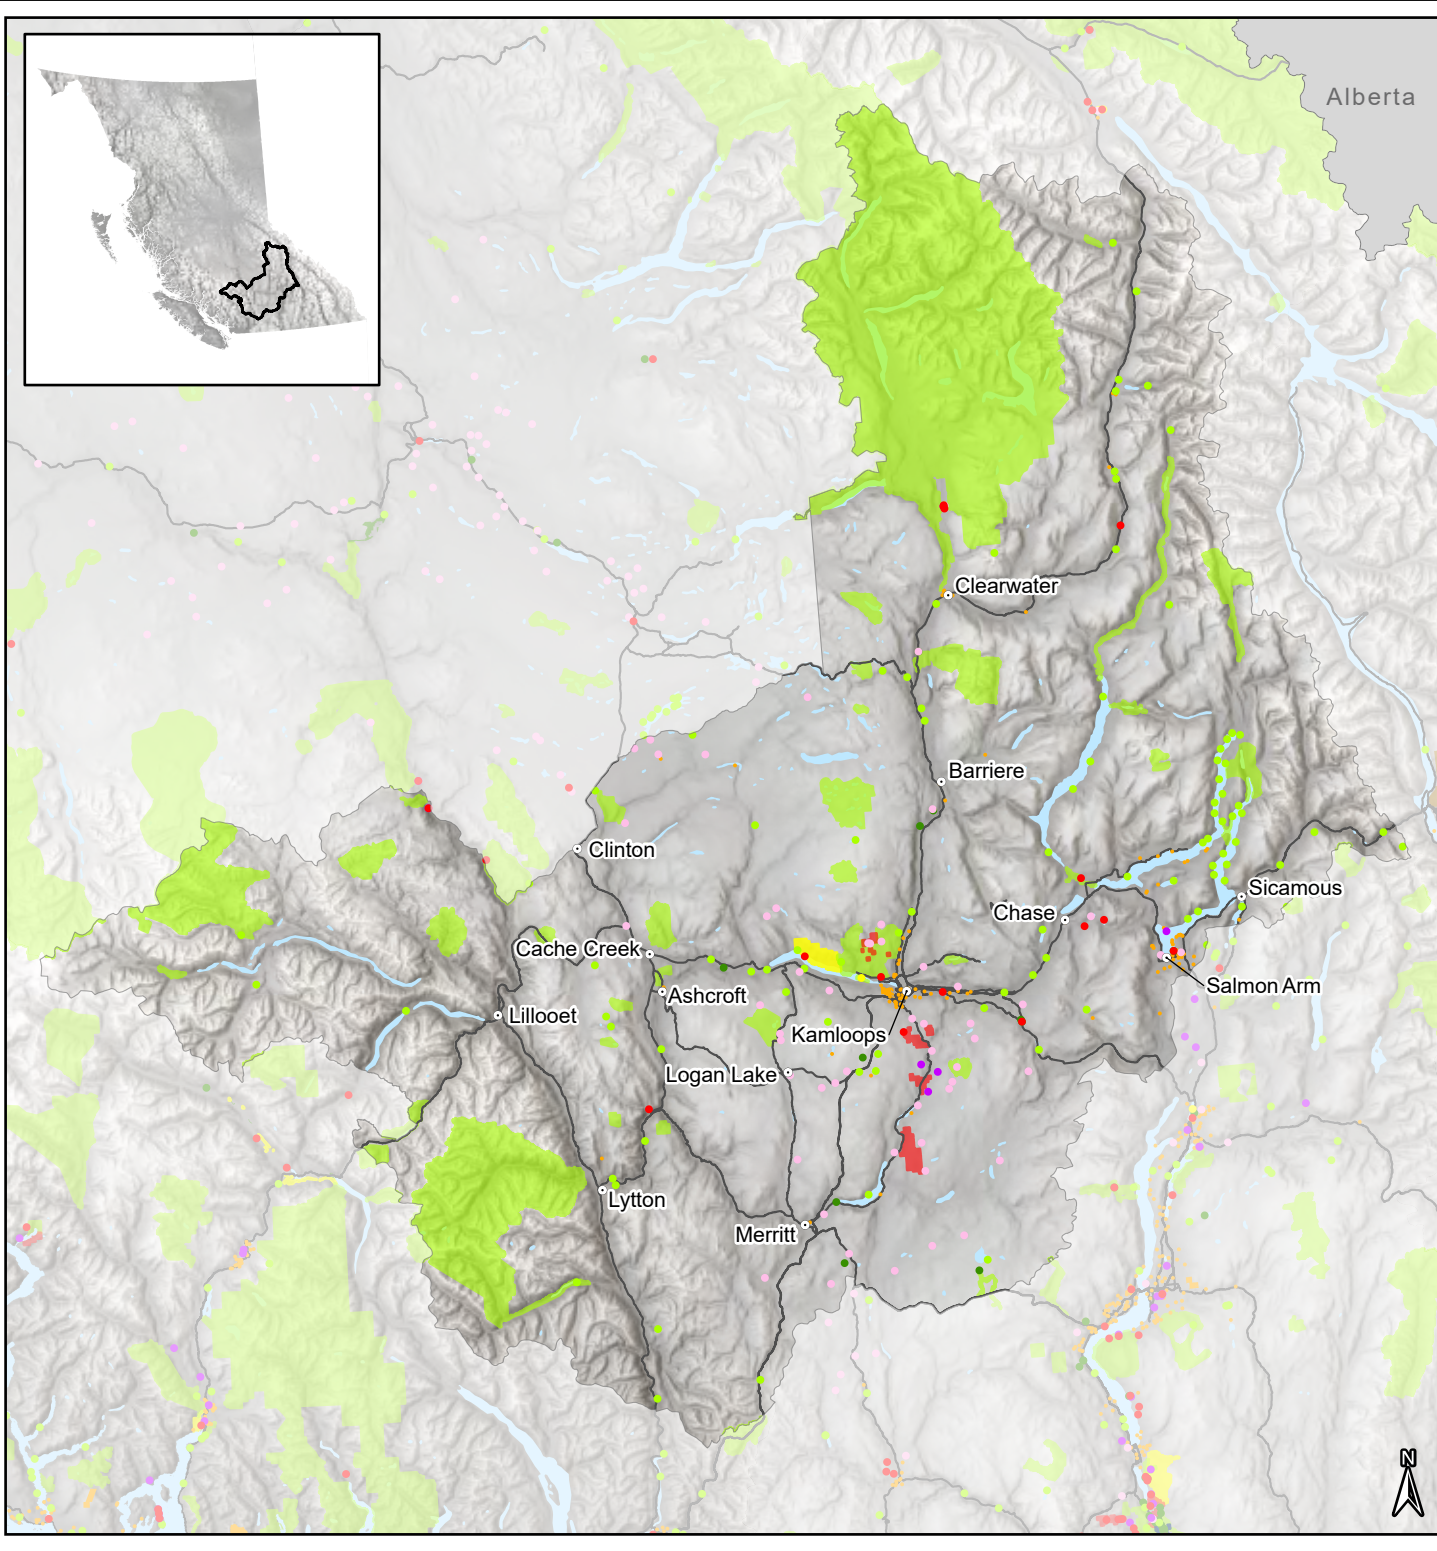 Alberta
Clearwater
Barriere
Clinton
Sicamous
Chase
Cache Creek
Salmon Arm
Ashcroft
Lillooet
Kamloops
Logan Lake
Lytton
Merritt
N